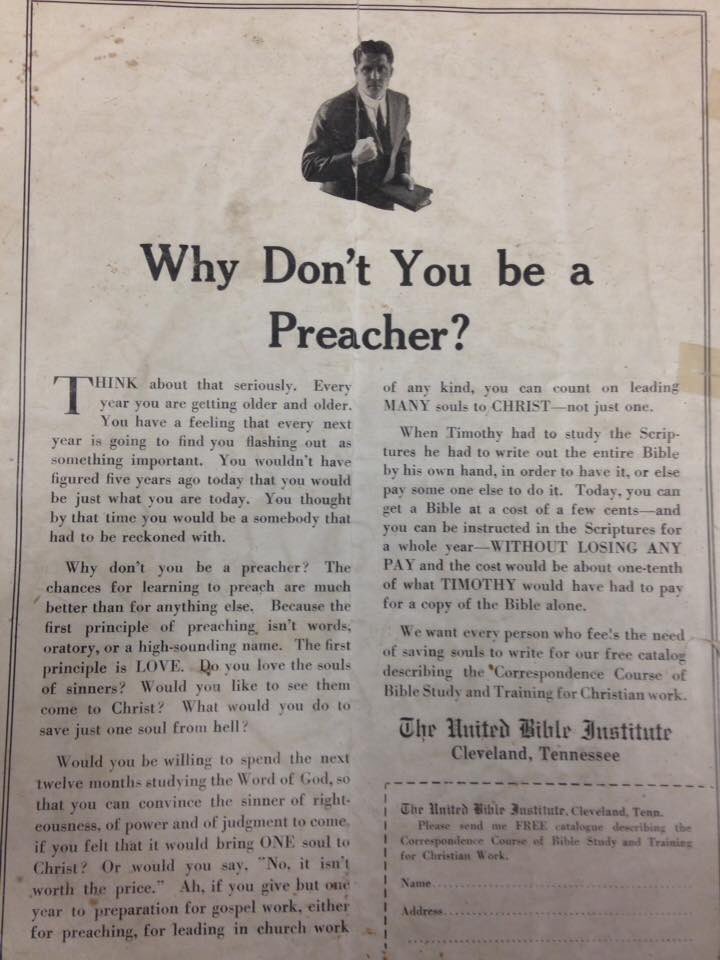 Why Don't You be a
Preacher?
THINK about that seriously. Every
year you are getting older and older.
You have a feeling that every next
year is going to find you flashing out as
something important. You wouldn't have
figured five years ago today that you would
be just what you are today. You thought
by that time you would be a somebody that
had to be reckoned with.
Why don't you be a preacher? The
chances for learning to preach are much
better than for anything else. Because the
first principle of preaching isn't words,
oratory, or a high-sounding name. The first
principle is LOVE. Do you love the souls
of sinners? Would you like to see them
come to Christ? What would you do to
save just one soul from hell?
Would you be willing to spend the next
twelve months studying the Word of God, so
that you can convince the sinner of right-
eousness, of power and of judgment to come,
if you felt that it would bring ONE soul to
Christ? Or would you say, "No, it isn't
worth the price." Ah, if you give but one
year to preparation for gospel work, either
for preaching, for leading in church work
of any kind, you can count on leading
MANY souls to CHRIST—not just one.
When Timothy had to study the Scrip-
tures he had to write out the entire Bible
by his own hand, in order to have it, or else
pay some one else to do it. Today, you can
get a Bible at a cost of a few cents—and
you can be instructed in the Scriptures for
a whole year—WITHOUT LOSING ANY
PAY and the cost would be about one-tenth
of what TIMOTHY would have had to pay
for a copy of the Bible alone.
We want every person who feels the need
of saving souls to write for our free catalog
describing the "Correspondence Course of
Bible Study and Training for Christian work.
The United Bible Institute
Cleveland, Tennessee
The United Bible Institute, Cleveland, Tenn.
Please send me FREE catalogue describing the
Correspondence Course of Bible Study and Training
for Christian Work.
Name
Address